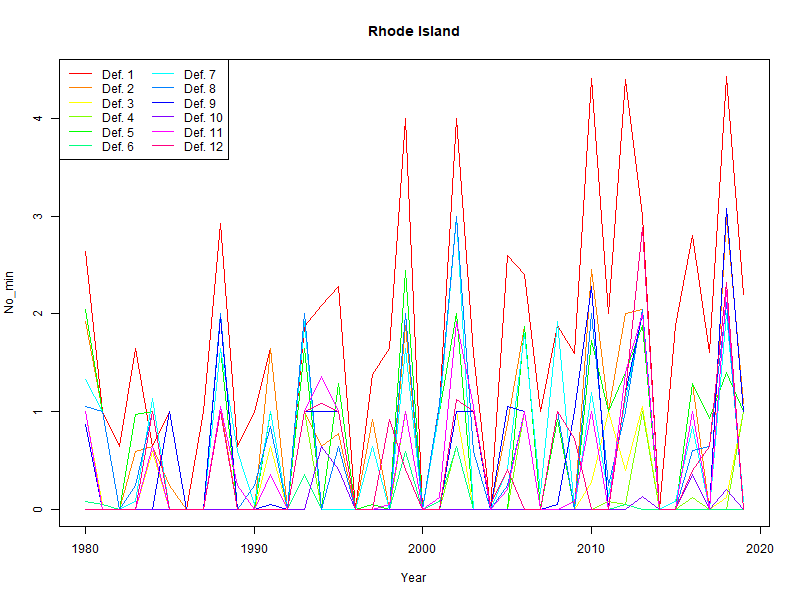 Rhode Island
Def. 1 Def. 7
Def. 2 Def. 8
Def. 3 Def. 9
Def. 4 Def. 10
Def. 5 Def. 11
Def. 6 Def. 12
4
3
2
1
0
No_min
1980 1990 2000 2010 2020
Year